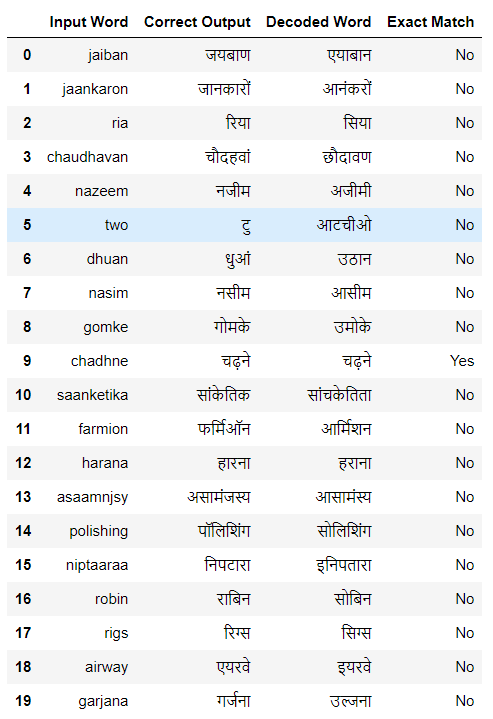 Input Word Correct Output Decoded Word Exact Match
0 jaiban जयबाण एयाबान No
1 jaankaron जानकारों आनंकरों No
2 ria रिया सिया No
3 chaudhavan चौदहवां छौदावण No
4 nazeem नजीम अजीमी No
5 two टु आटचीओ No
6 dhuan धुआं उठान No
7 nasim नसीम आसीम No
8 gomke गोमके उमोके No
9 chadhne चढ़ने चढ़ने Yes
10 saanketika सांकेतिक सांचकेतिता No
11 farmion फर्मिऑन आर्मिशन No
12 harana हारना हराना No
13 asaamnjsy असामंजस्य आसामंस्य No
14 polishing पॉलिशिंग सोलिशिंग No
15 niptaaraa निपटारा इनिपतारा No
16 robin राबिन सोबिन No
17 rigs रिग्स सिग्स No
18 airway एयरवे इयरवे No
19 garjana गर्जना उल्जना No